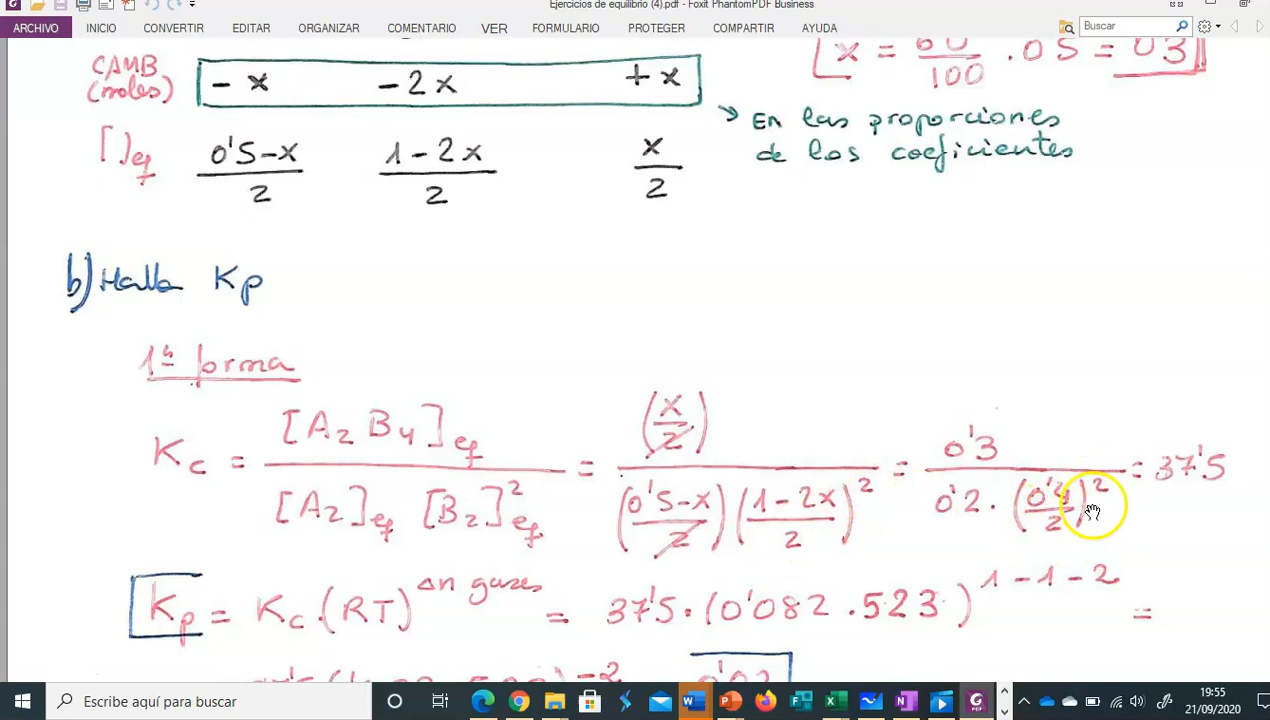 Ejercicios de equilibrio (4).pdf - Foxit PhantomPDF Business
ARCHIVO INICIO CONVERTIR EDITAR ORGANIZAR COMENTARIO VER FORMULARIO PROTEGER COMPARTIR AYUDA Buscar
[x = 60/100 . 0'5 = 0'3]
CAMB (moles) - x - 2x + x
→ En las proporciones
de los coeficientes
[ ]eq (0'5-x)/2 (1-2x)/2 x/2
b) Halla Kp
1ª forma
Kc = [A2B4]eq / [A2]eq [B2]²eq = (x/2) / ((0'5-x)/2) ((1-2x)/2)² = 0'3 / 0'2 · (0'4/2)² = 37'5
Kp = Kc·(RT)^Δn gases = 37'5·(0'082·523)^1-1-2 =
Escribe aquí para buscar
19:55
21/09/2020